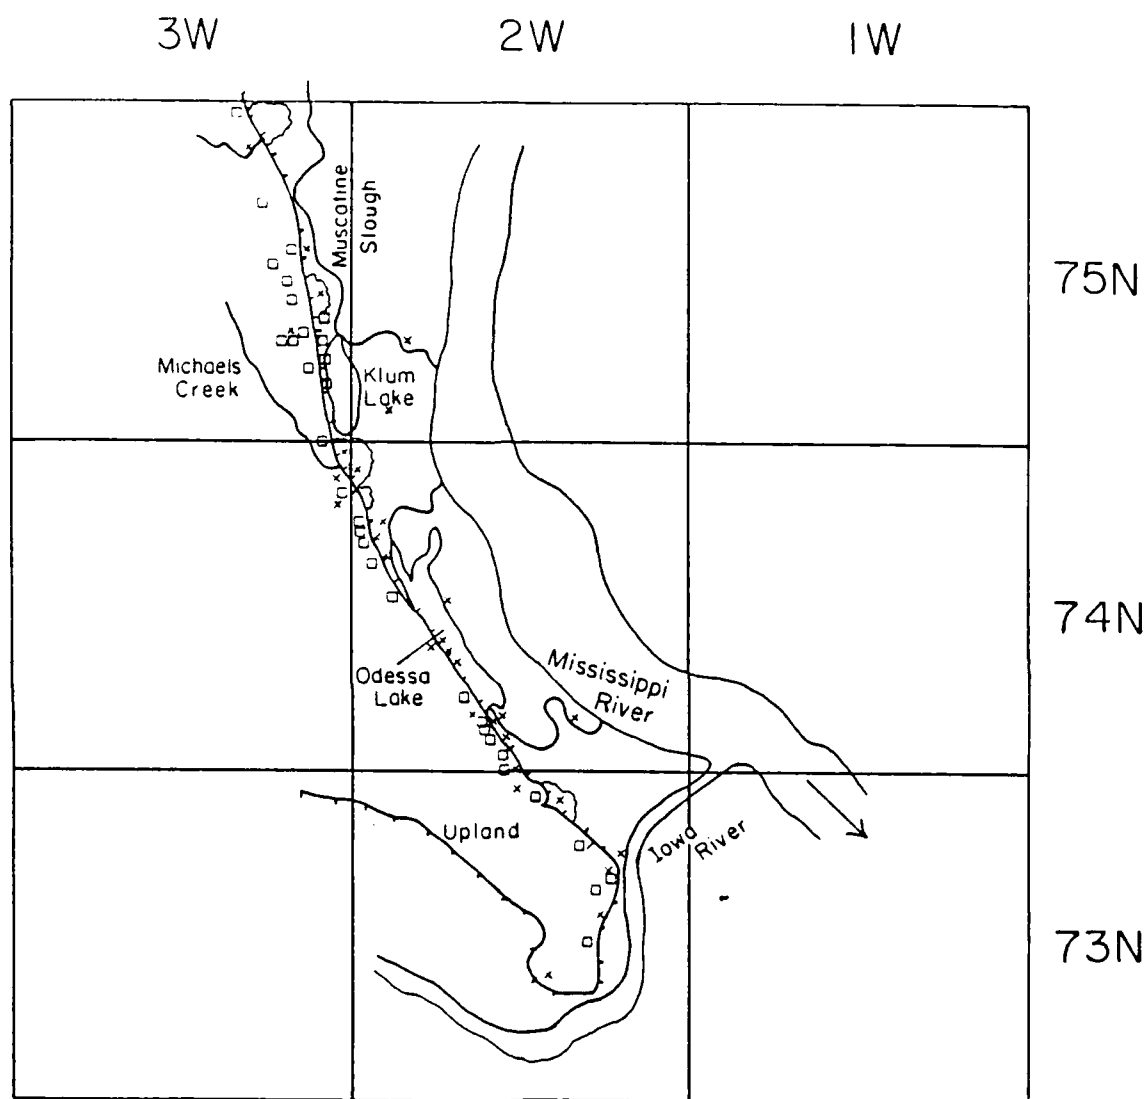 3W
2W
1W
Muscatine
Slough
75N
Michaels
Creek
Klum
Lake
74N
Odessa
Lake
Mississippi
River
Upland
Iowa
River
73N